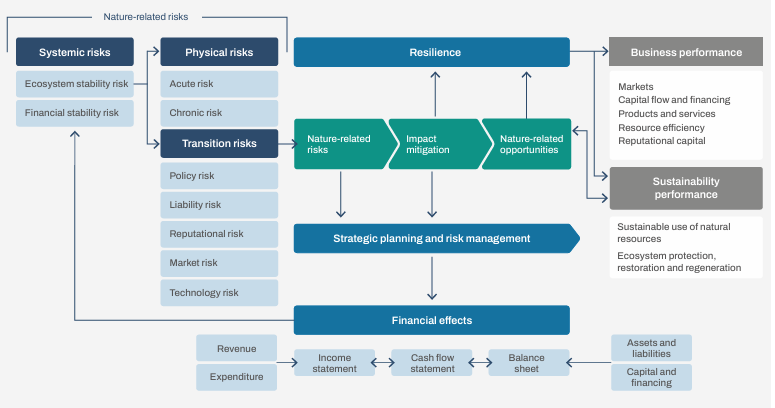 Nature-related risks
Systemic risks
Ecosystem stability risk
Financial stability risk
Physical risks
Acute risk
Chronic risk
Transition risks
Policy risk
Liability risk
Reputational risk
Market risk
Technology risk
Resilience
Nature-related
risks
Impact
mitigation
Nature-related
opportunities
Strategic planning and risk management
Financial effects
Business performance
Markets
Capital flow and financing
Products and services
Resource efficiency
Reputational capital
Sustainability
performance
Sustainable use of natural
resources
Ecosystem protection,
restoration and regeneration
Revenue
Expenditure
Income
statement
Cash flow
statement
Balance
sheet
Assets and
liabilities
Capital and
financing